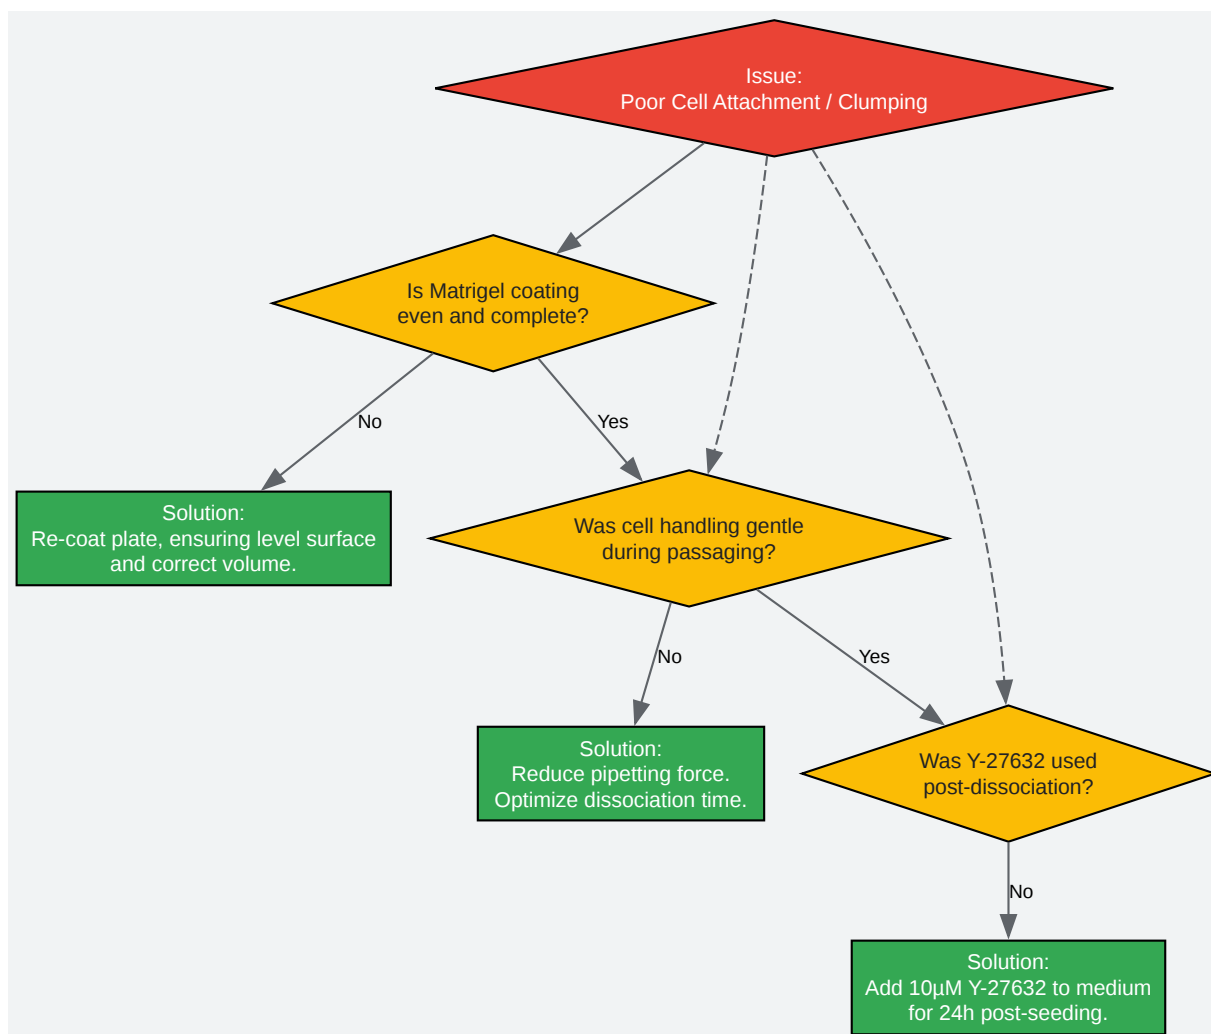 Issue:
Poor Cell Attachment / Clumping
Is Matrigel coating
even and complete?
No
Yes
Solution:
Re-coat plate, ensuring level surface
and correct volume.
Was cell handling gentle
during passaging?
No
Yes
Solution:
Reduce pipetting force.
Optimize dissociation time.
Was Y-27632 used
post-dissociation?
No
Solution:
Add 10µM Y-27632 to medium
for 24h post-seeding.